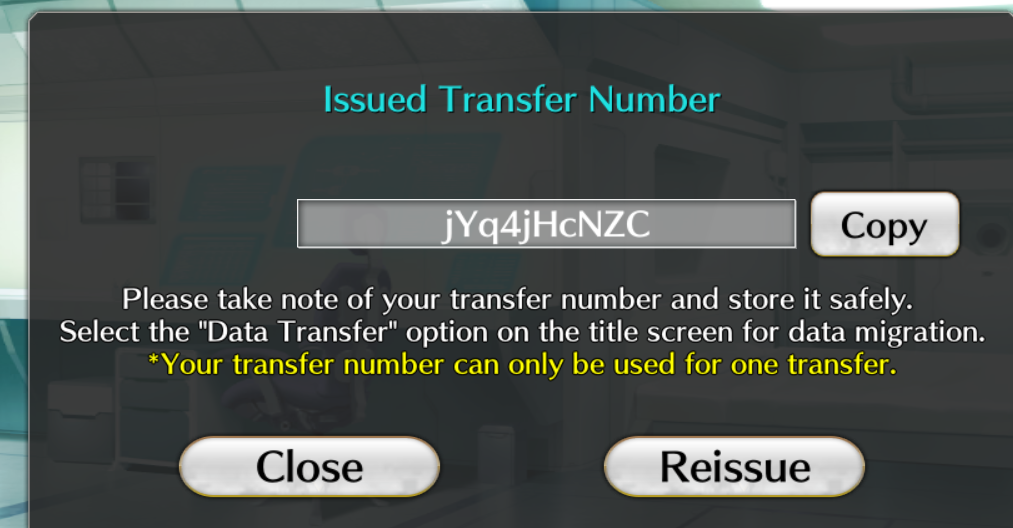 Issued Transfer Number
jYq4jHcNZC
Copy
Please take note of your transfer number and store it safely.
Select the "Data Transfer" option on the title screen for data migration.
*Your transfer number can only be used for one transfer.
Close
Reissue